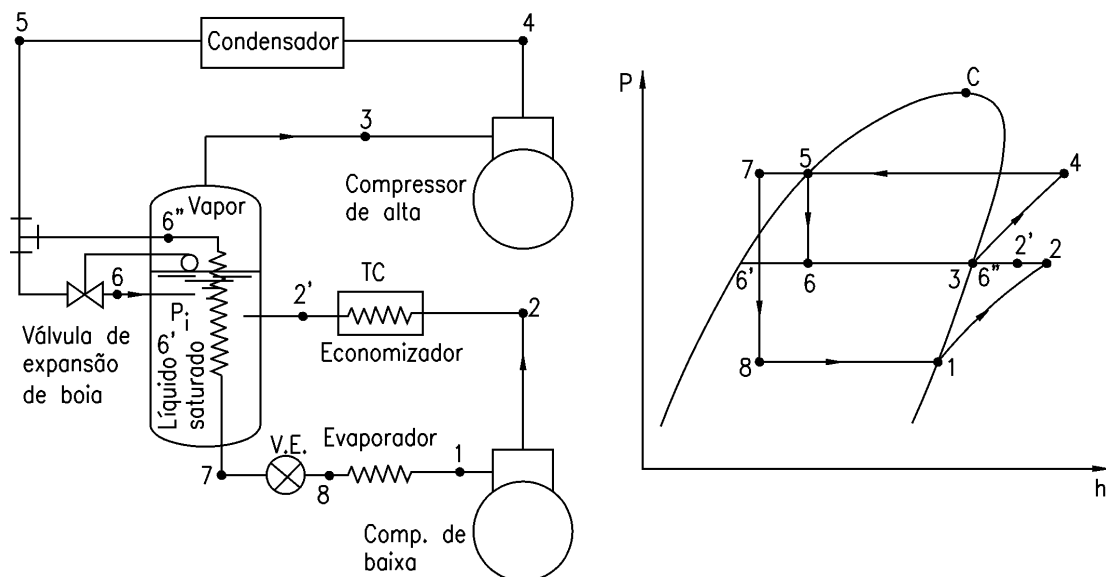 5
Condensador
4
3
Compressor
de alta
Vapor
6"
6
Pi
Válvula de
expansão
de boia
Líquido 6'
saturado
2'
TC
Economizador
2
7
V.E.
8
Evaporador
1
Comp. de
baixa
P
C
7
5
4
6'
6
3
6"
2'
2
8
1
h